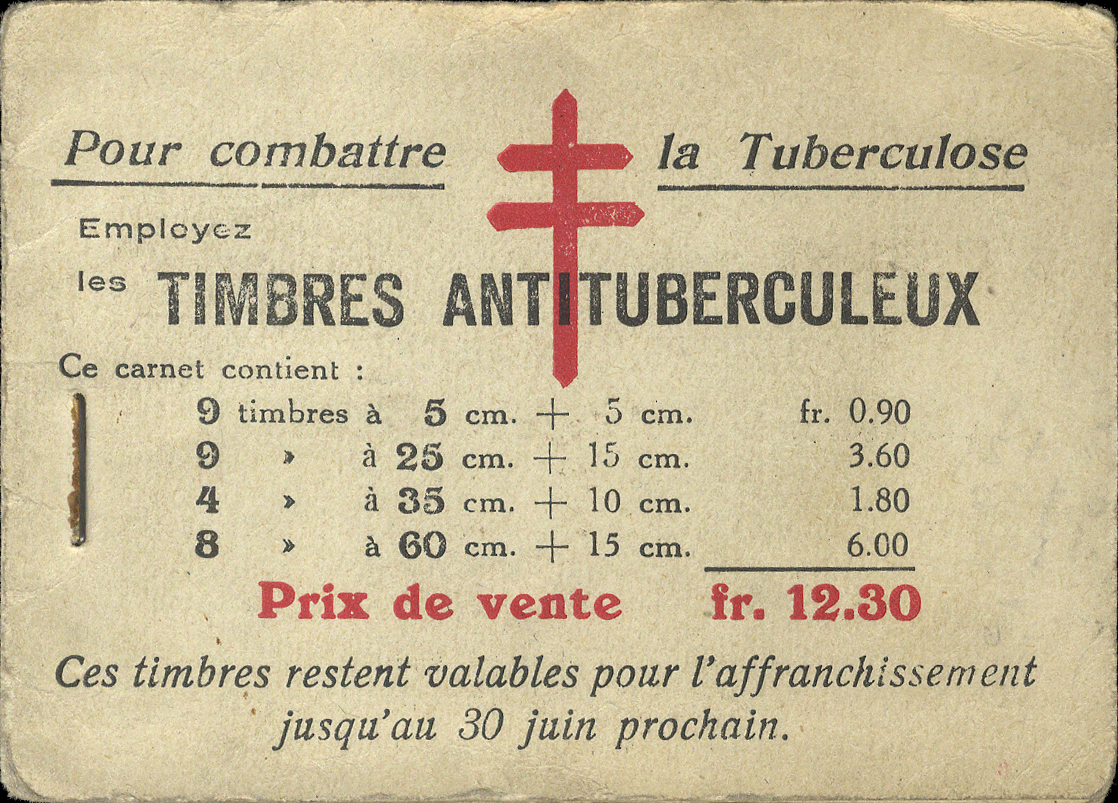 Pour combattre la Tuberculose
Employez
les TIMBRES ANTITUBERCULEUX
Ce carnet contient :
9 timbres à 5 cm. + 5 cm. fr. 0.90
9 » à 25 cm. + 15 cm. 3.60
4 » à 35 cm. + 10 cm. 1.80
8 » à 60 cm. + 15 cm. 6.00
Prix de vente fr. 12.30
Ces timbres restent valables pour l'affranchissement
jusqu'au 30 juin prochain.